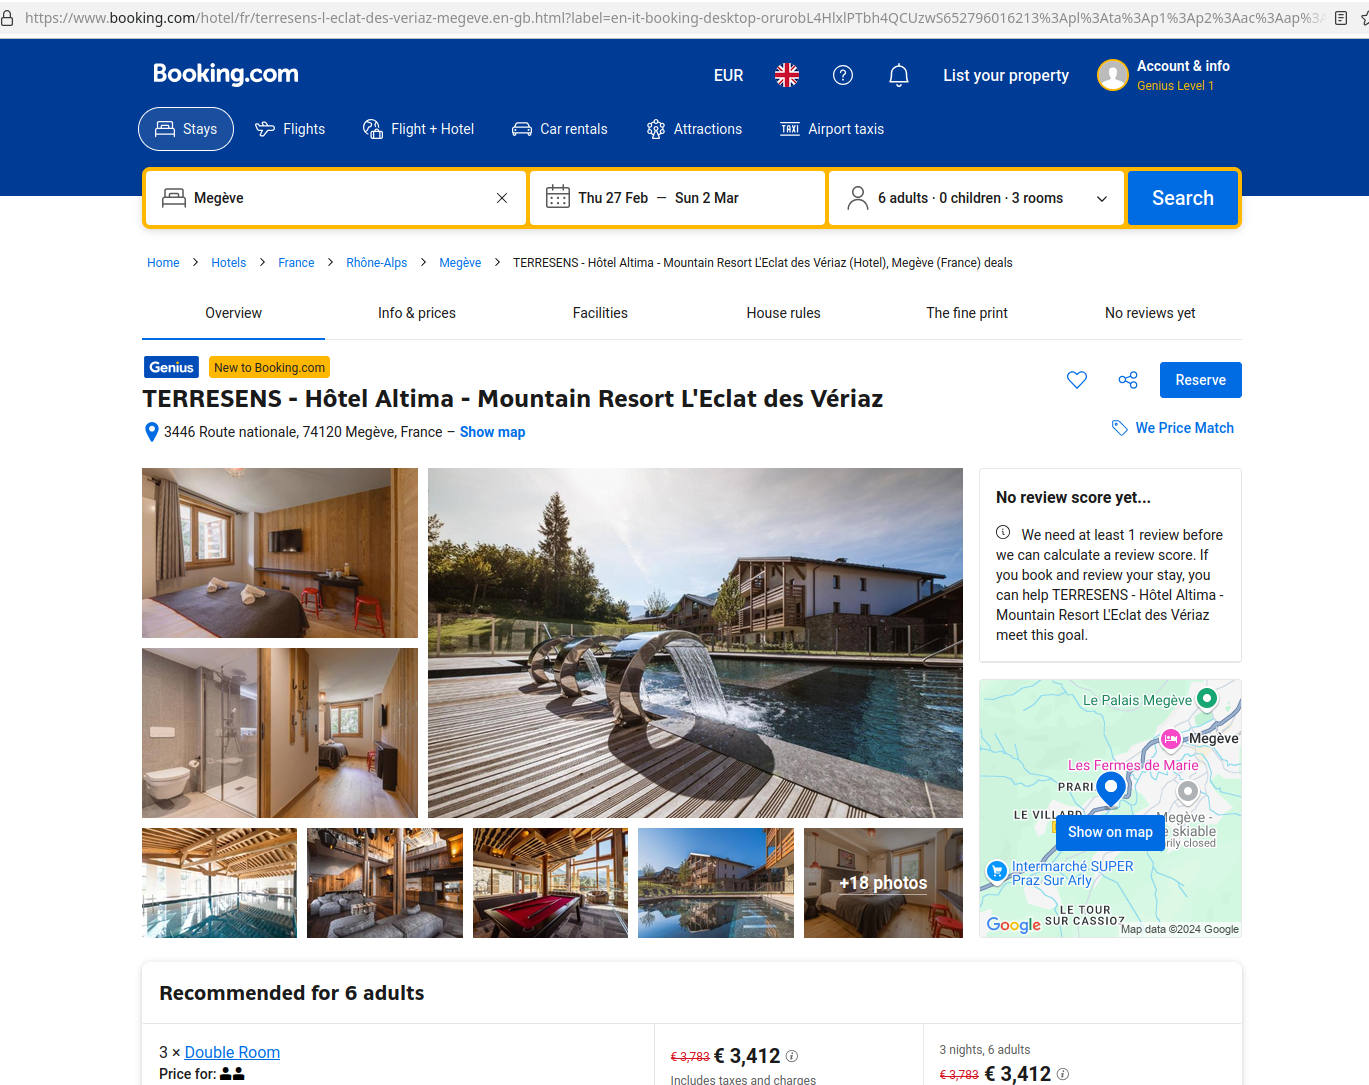 https://www.booking.com/hotel/fr/terresens-l-eclat-des-veriaz-megeve.en-gb.html?label=en-it-booking-desktop-orurobL4HlxlPTbh4QCUzwS652796016213%3Apl%3Ata%3Ap1%3Ap2%3Aac%3Aap%3A
Booking.com
EUR
List your property
Account & info
Genius Level 1
Stays
Flights
Flight + Hotel
Car rentals
Attractions
TAXI Airport taxis
Megève
Thu 27 Feb — Sun 2 Mar
6 adults · 0 children · 3 rooms
Search
Home > Hotels > France > Rhône-Alps > Megève > TERRESENS - Hôtel Altima - Mountain Resort L'Eclat des Vériaz (Hotel), Megève (France) deals
Overview
Info & prices
Facilities
House rules
The fine print
No reviews yet
Genius
New to Booking.com
Reserve
TERRESENS - Hôtel Altima - Mountain Resort L'Eclat des Vériaz
3446 Route nationale, 74120 Megève, France – Show map
We Price Match
No review score yet...
We need at least 1 review before
we can calculate a review score. If
you book and review your stay, you
can help TERRESENS - Hôtel Altima -
Mountain Resort L'Eclat des Vériaz
meet this goal.
Le Palais Megève
Megève
Les Fermes de Marie
PRARI
LE VILLARD
Megève -
e skiable
rily closed
Show on map
Intermarché SUPER
Praz Sur Arly
LE TOUR
SUR CASSIOZ
Google
Map data ©2024 Google
+18 photos
Recommended for 6 adults
3 × Double Room
Price for:
€ 3,783 € 3,412
Includes taxes and charges
3 nights, 6 adults
€ 3,783 € 3,412